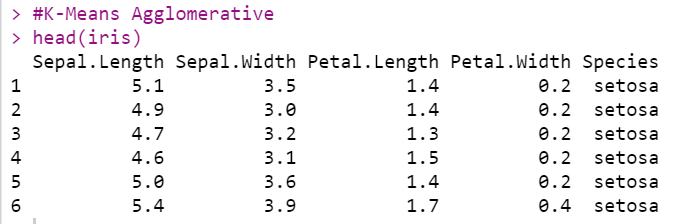 > #K-Means Agglomerative
> head(iris)
  Sepal.Length Sepal.Width Petal.Length Petal.Width Species
1          5.1         3.5          1.4         0.2  setosa
2          4.9         3.0          1.4         0.2  setosa
3          4.7         3.2          1.3         0.2  setosa
4          4.6         3.1          1.5         0.2  setosa
5          5.0         3.6          1.4         0.2  setosa
6          5.4         3.9          1.7         0.4  setosa